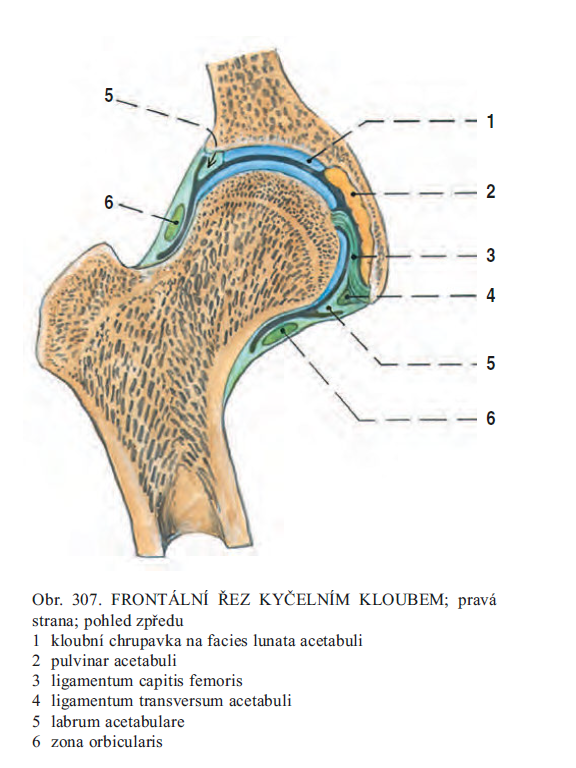 5
1
2
6
3
4
5
6
Obr. 307. FRONTÁLNÍ ŘEZ KYČELNÍM KLOUBEM; pravá
strana; pohled zpředu
1 kloubní chrupavka na facies lunata acetabuli
2 pulvinar acetabuli
3 ligamentum capitis femoris
4 ligamentum transversum acetabuli
5 labrum acetabulare
6 zona orbicularis